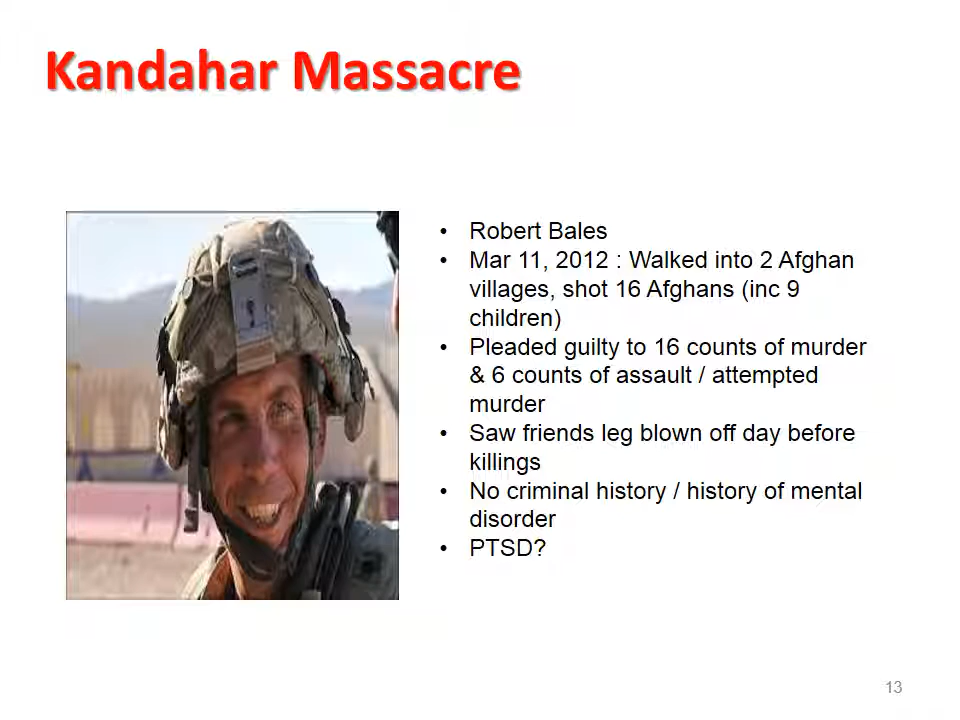 Kandahar Massacre
• Robert Bales
• Mar 11, 2012 : Walked into 2 Afghan
villages, shot 16 Afghans (inc 9
children)
• Pleaded guilty to 16 counts of murder
& 6 counts of assault / attempted
murder
• Saw friends leg blown off day before
killings
• No criminal history / history of mental
disorder
• PTSD?
13